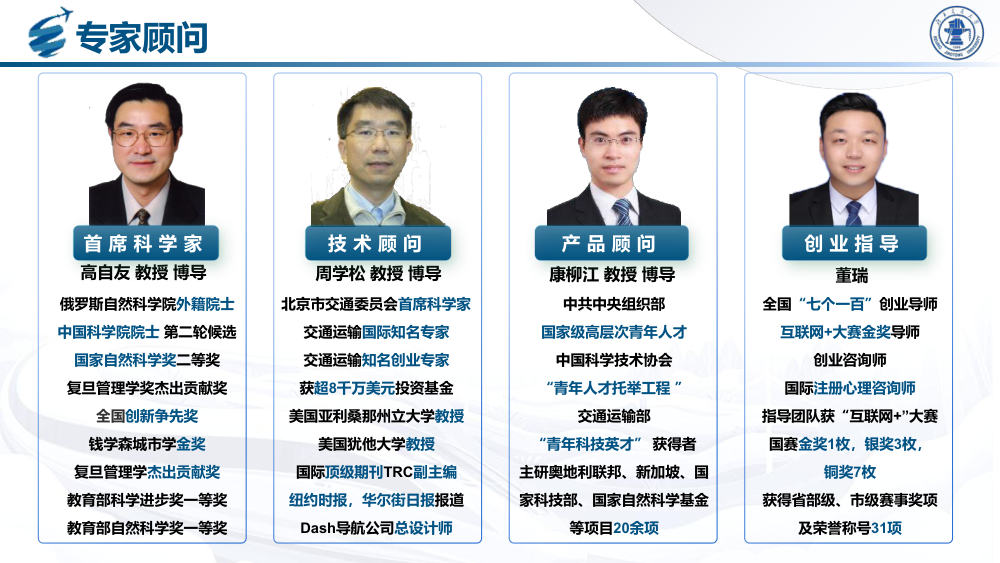 专家顾问
首席科学家
高自友 教授 博导
俄罗斯自然科学院外籍院士
中国科学院院士 第二轮候选
国家自然科学奖二等奖
复旦管理学奖杰出贡献奖
全国创新争先奖
钱学森城市学金奖
复旦管理学杰出贡献奖
教育部科学进步奖一等奖
教育部自然科学奖一等奖
技术顾问
周学松 教授 博导
北京市交通委员会首席科学家
交通运输国际知名专家
交通运输知名创业专家
获超8千万美元投资基金
美国亚利桑那州立大学教授
美国犹他大学教授
国际顶级期刊TRC副主编
纽约时报，华尔街日报报道
Dash导航公司总设计师
产品顾问
康柳江 教授 博导
中共中央组织部
国家级高层次青年人才
中国科学技术协会
“青年人才托举工程 ”
交通运输部
“青年科技英才” 获得者
主研奥地利联邦、新加坡、国
家科技部、国家自然科学基金
等项目20余项
创业指导
董瑞
全国“七个一百”创业导师
互联网+大赛金奖导师
创业咨询师
国际注册心理咨询师
指导团队获“互联网+”大赛
国赛金奖1枚，银奖3枚，
铜奖7枚
获得省部级、市级赛事奖项
及荣誉称号31项